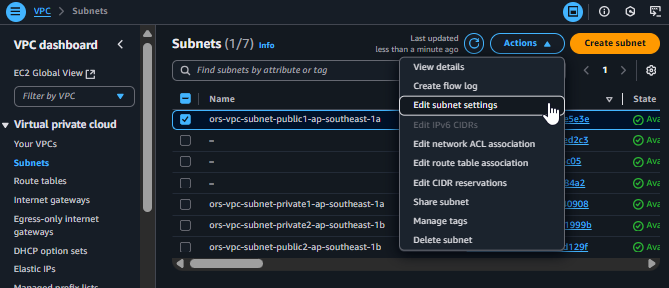 VPC > Subnets
VPC dashboard
EC2 Global View
Filter by VPC
Virtual private cloud
Your VPCs
Subnets
Route tables
Internet gateways
Egress-only internet gateways
DHCP option sets
Elastic IPs
Managed prefix lists
Subnets (1/7) Info
Last updated
less than a minute ago
Actions
Create subnet
Find subnets by attribute or tag
1
View details
Create flow log
Edit subnet settings
Edit IPv6 CIDRs
Edit network ACL association
Edit route table association
Edit CIDR reservations
Share subnet
Manage tags
Delete subnet
Name State
ors-vpc-subnet-public1-ap-southeast-1a e5e3e Ava
– ed2c3 Ava
– c05 Ava
– 84a2 Ava
ors-vpc-subnet-private1-ap-southeast-1a 0908 Ava
ors-vpc-subnet-private2-ap-southeast-1b 1999b Ava
ors-vpc-subnet-public2-ap-southeast-1b d129f Ava